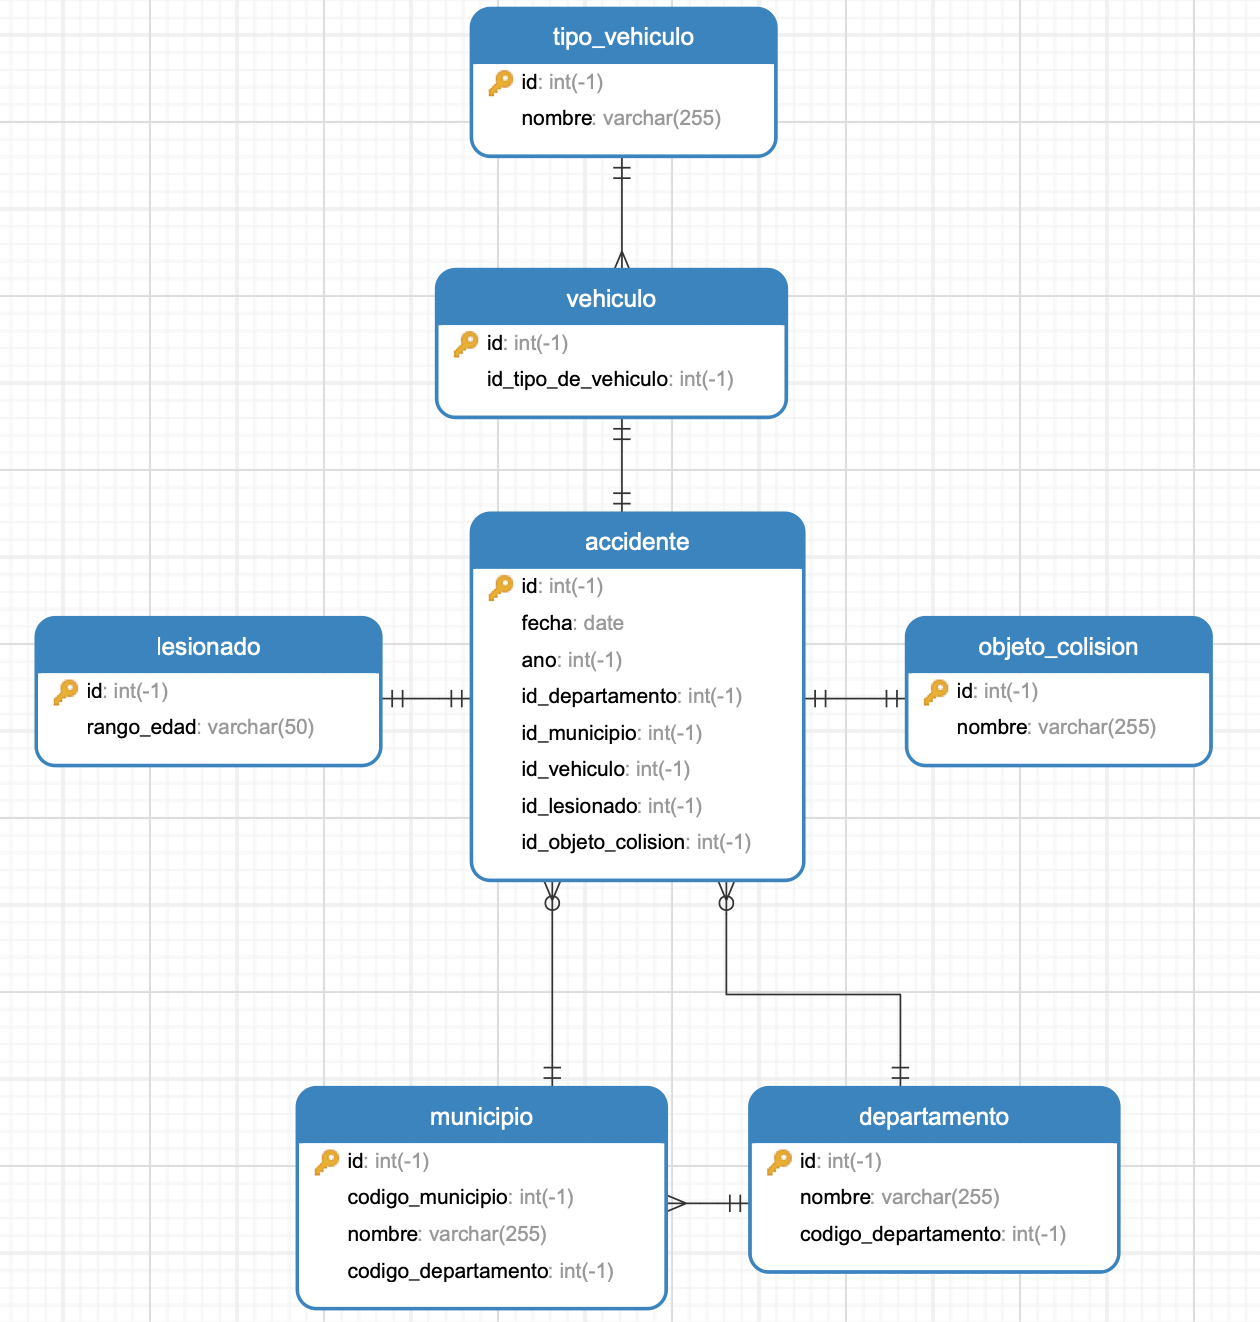 tipo_vehiculo
id: int(-1)
nombre: varchar(255)
vehiculo
id: int(-1)
id_tipo_de_vehiculo: int(-1)
accidente
id: int(-1)
fecha: date
ano: int(-1)
id_departamento: int(-1)
id_municipio: int(-1)
id_vehiculo: int(-1)
id_lesionado: int(-1)
id_objeto_colision: int(-1)
lesionado
id: int(-1)
rango_edad: varchar(50)
objeto_colision
id: int(-1)
nombre: varchar(255)
municipio
id: int(-1)
codigo_municipio: int(-1)
nombre: varchar(255)
codigo_departamento: int(-1)
departamento
id: int(-1)
nombre: varchar(255)
codigo_departamento: int(-1)